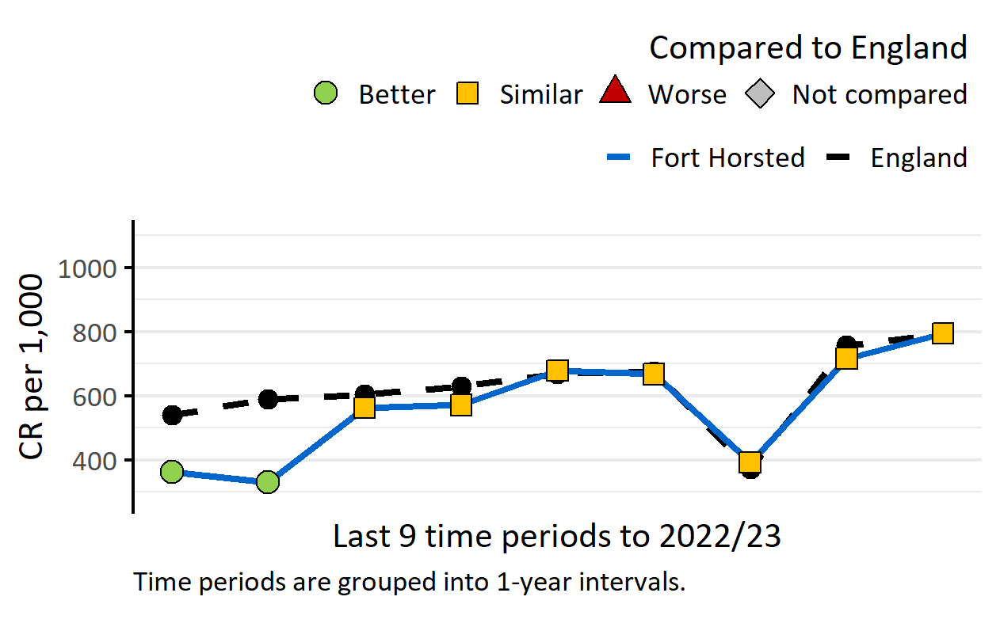 Compared to England
Better Similar Worse Not compared
Fort Horsted England
CR per 1,000
1000
800
600
400
Last 9 time periods to 2022/23
Time periods are grouped into 1-year intervals.